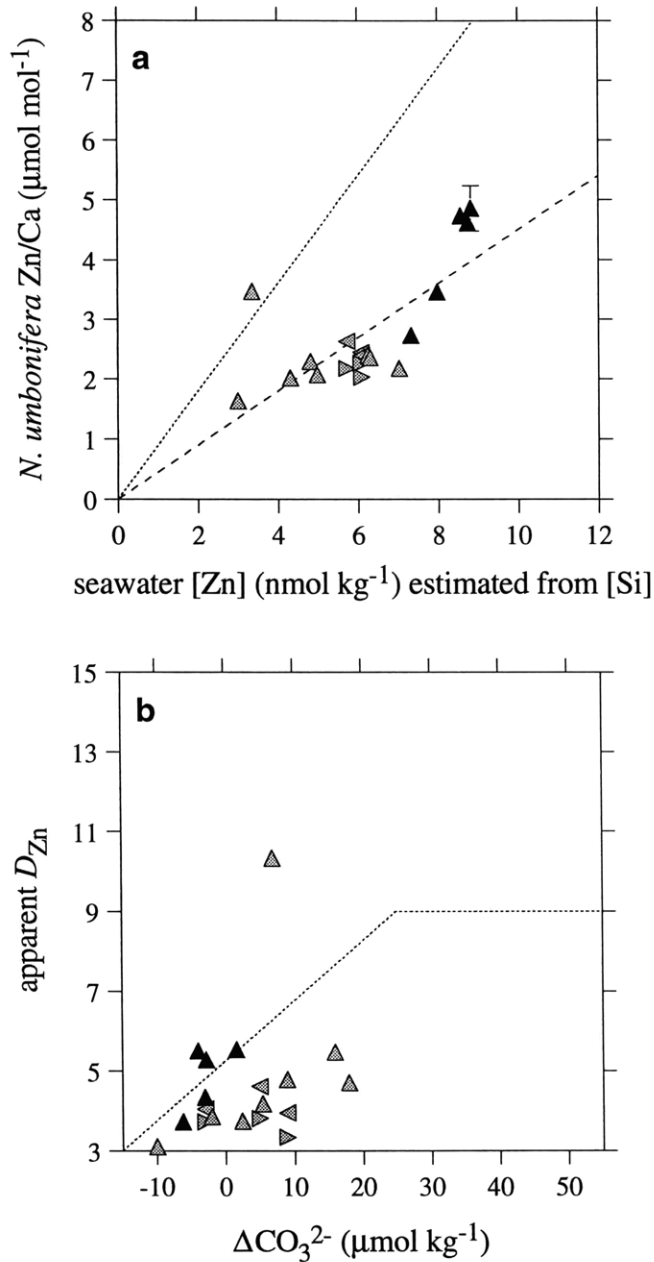 8
7
6
5
4
3
2
1
0
a
N. umbonifera Zn/Ca (μmol mol⁻¹)
0 2 4 6 8 10 12
seawater [Zn] (nmol kg⁻¹) estimated from [Si]
15
13
11
9
7
5
3
b
apparent D_Zn
-10 0 10 20 30 40 50
ΔCO₃²⁻ (μmol kg⁻¹)